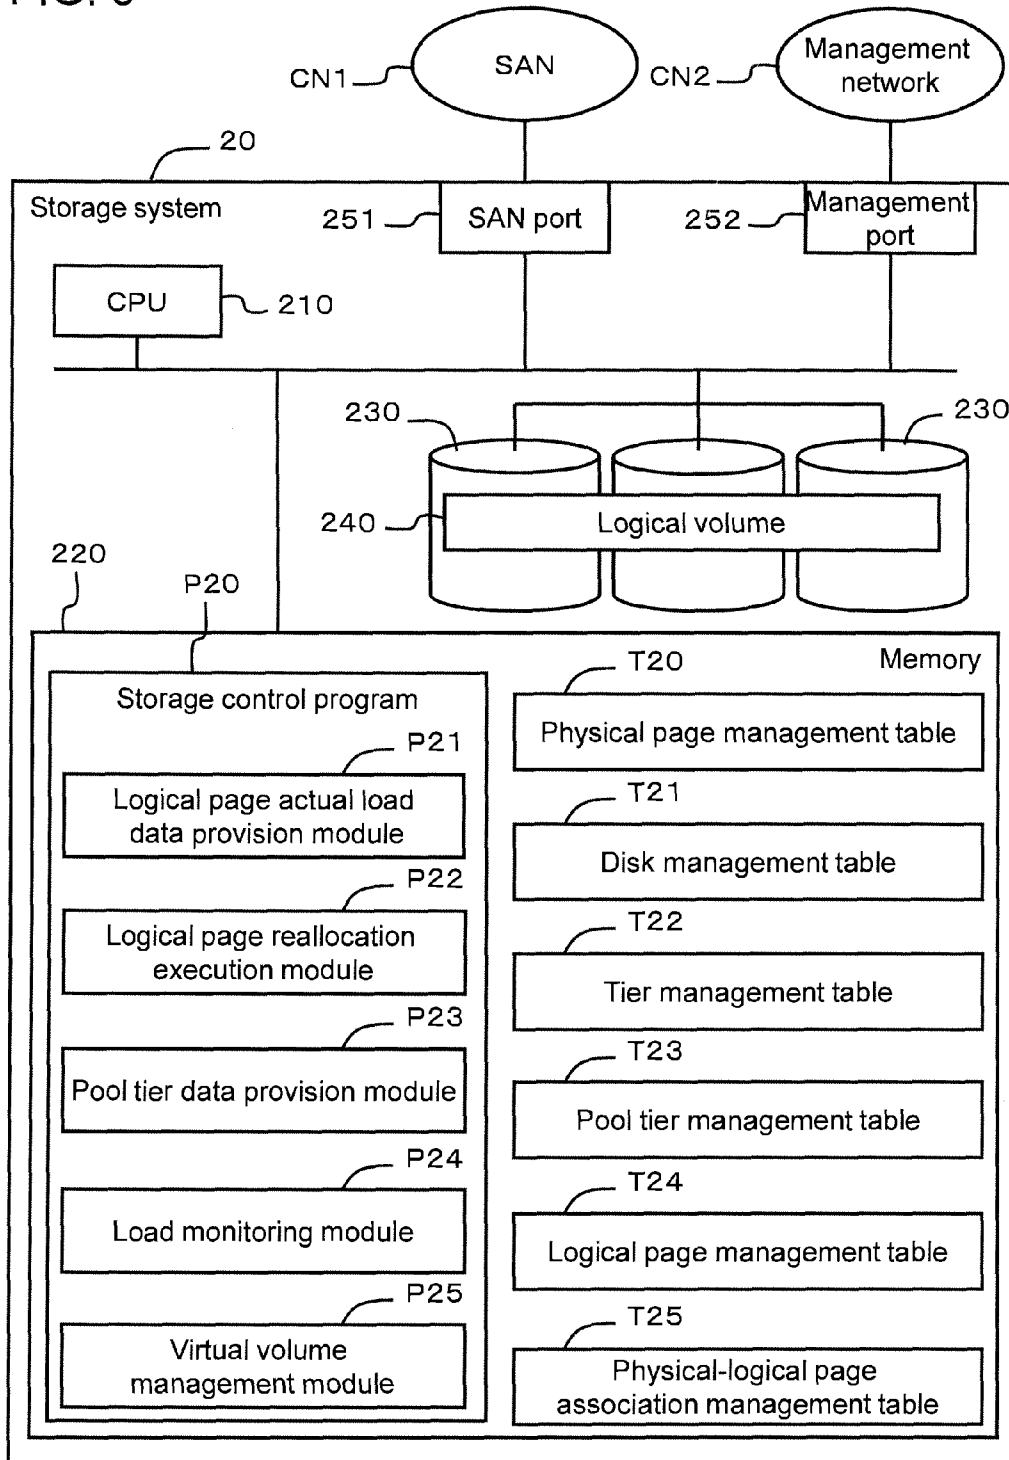 SAN
CN1
Management
network
CN2
20
Storage system
251
SAN port
252
Management
port
CPU
210
230
230
240
Logical volume
220
P20
Memory
Storage control program
T20
Physical page management table
P21
Logical page actual load
data provision module
T21
Disk management table
P22
Logical page reallocation
execution module
T22
Tier management table
P23
Pool tier data provision module
T23
Pool tier management table
P24
Load monitoring module
T24
Logical page management table
P25
Virtual volume
management module
T25
Physical-logical page
association management table